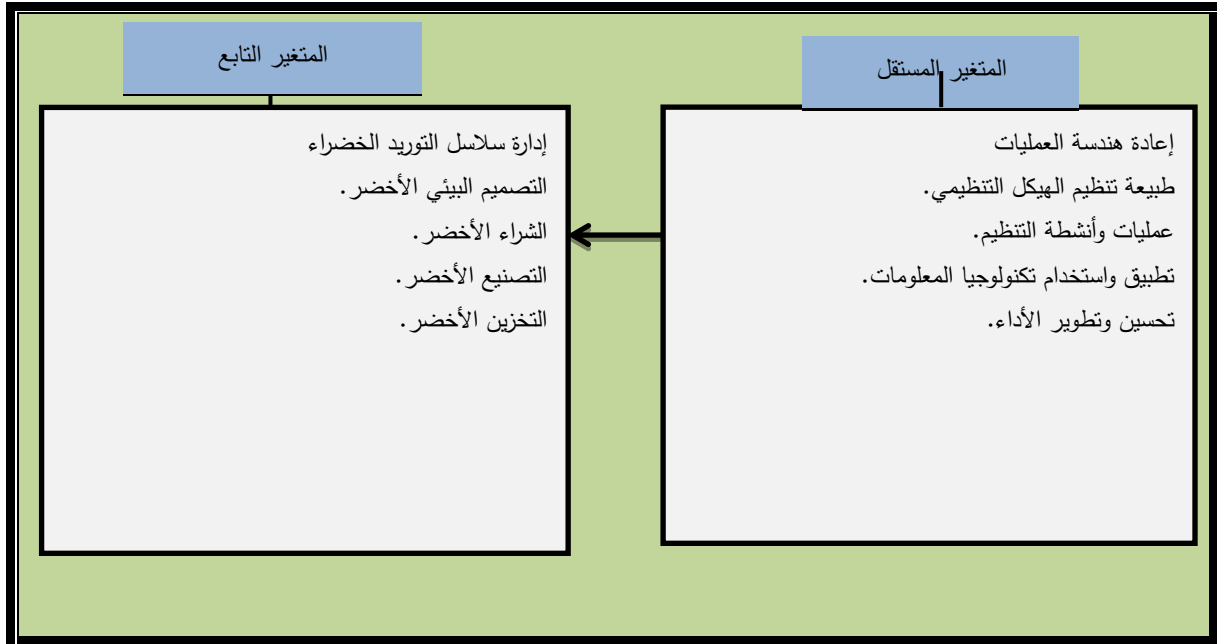 المتغير المستقل
إعادة هندسة العمليات
طبيعة تنظيم الهيكل التنظيمي.
عمليات وأنشطة التنظيم.
تطبيق واستخدام تكنولوجيا المعلومات.
تحسين وتطوير الأداء.
المتغير التابع
إدارة سلاسل التوريد الخضراء
التصميم البيئي الأخضر.
الشراء الأخضر.
التصنيع الأخضر.
التخزين الأخضر.